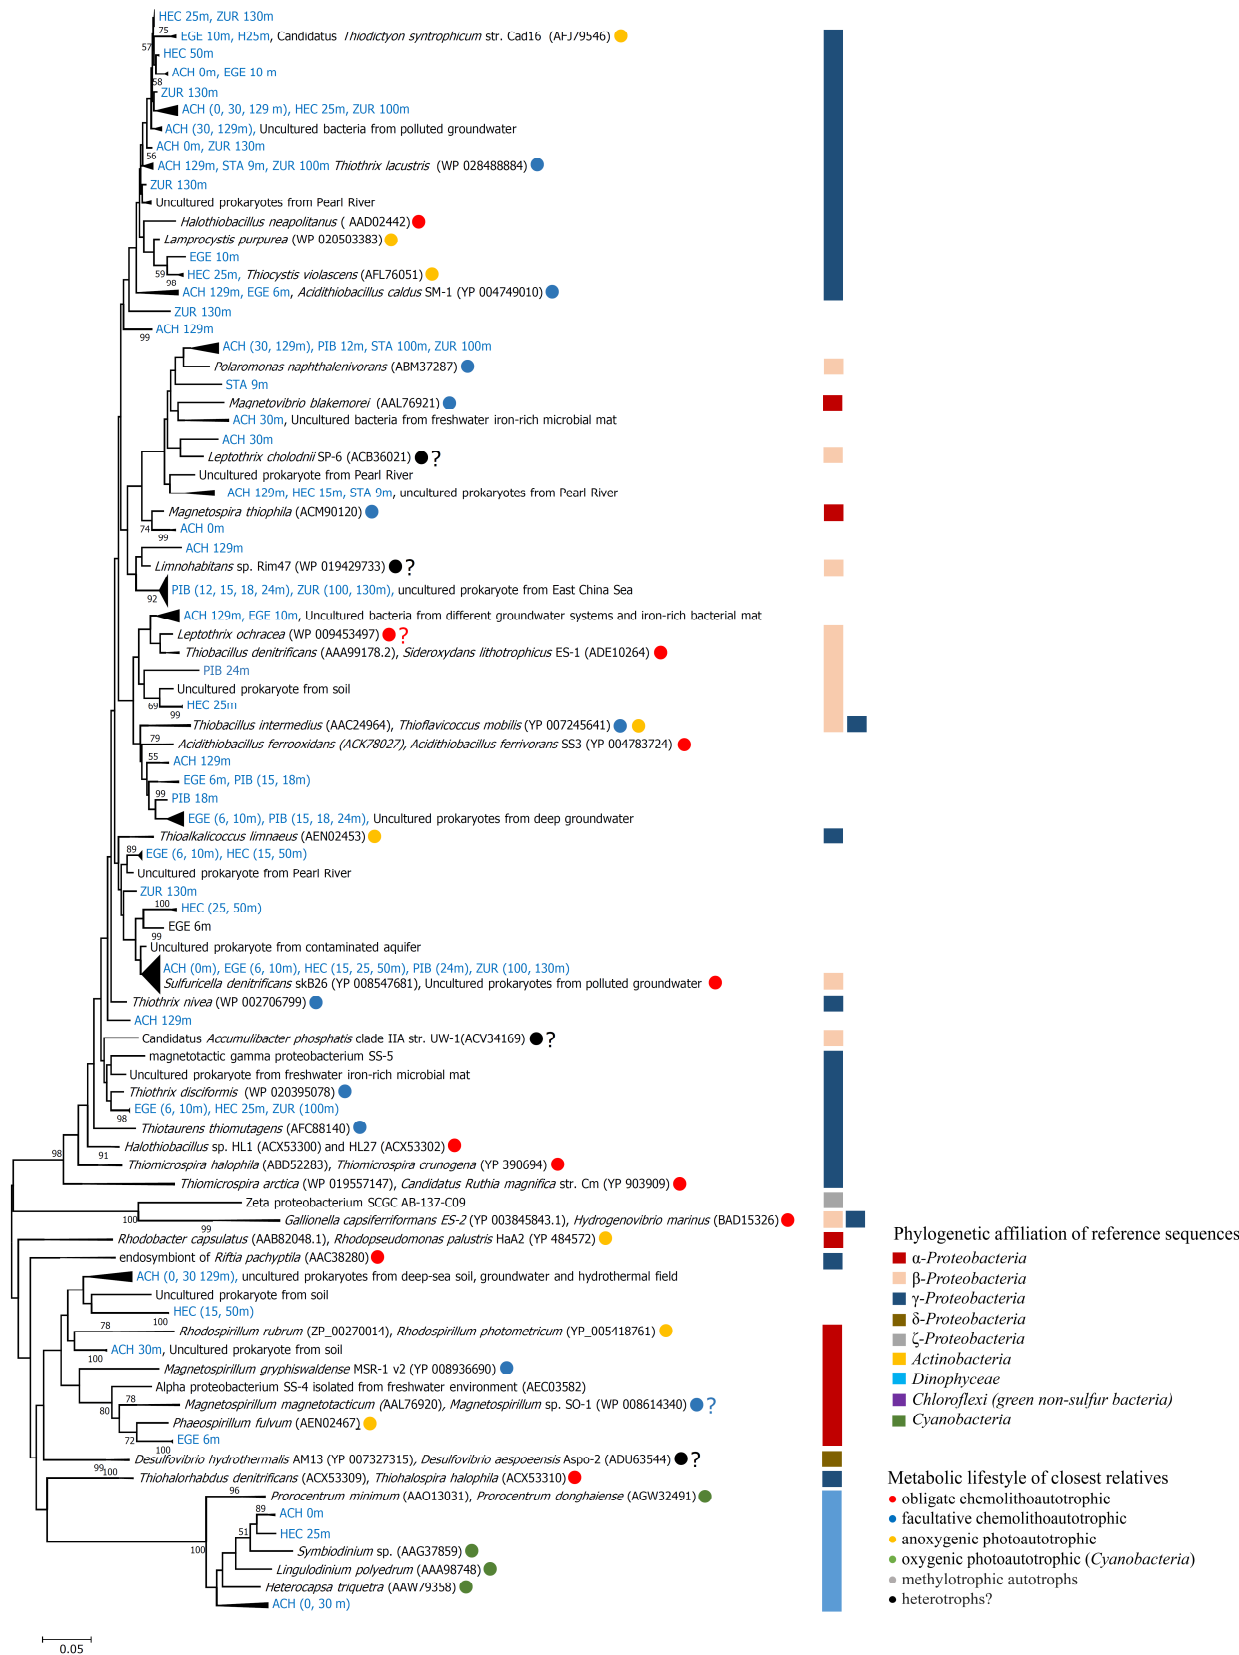 HEC 25m, ZUR 130m
75
EGE 10m, H25m, Candidatus Thiodictyon syntrophicum str. Cad16 (AFJ79546)
57
HEC 50m
ACH 0m, EGE 10 m
58
ZUR 130m
ACH (0, 30, 129 m), HEC 25m, ZUR 100m
ACH (30, 129m), Uncultured bacteria from polluted groundwater
ACH 0m, ZUR 130m
56
ACH 129m, STA 9m, ZUR 100m Thiothrix lacustris (WP 028488884)
ZUR 130m
Uncultured prokaryotes from Pearl River
Halothiobacillus neapolitanus ( AAD02442)
Lamprocystis purpurea (WP 020503383)
EGE 10m
59
HEC 25m, Thiocystis violascens (AFL76051)
98
ACH 129m, EGE 6m, Acidithiobacillus caldus SM-1 (YP 004749010)
ZUR 130m
ACH 129m
99
ACH (30, 129m), PIB 12m, STA 100m, ZUR 100m
Polaromonas naphthalenivorans (ABM37287)
STA 9m
Magnetovibrio blakemorei (AAL76921)
ACH 30m, Uncultured bacteria from freshwater iron-rich microbial mat
ACH 30m
Leptothrix cholodnii SP-6 (ACB36021) ?
Uncultured prokaryote from Pearl River
ACH 129m, HEC 15m, STA 9m, uncultured prokaryotes from Pearl River
Magnetospira thiophila (ACM90120)
74
ACH 0m
99
ACH 129m
Limnohabitans sp. Rim47 (WP 019429733) ?
PIB (12, 15, 18, 24m), ZUR (100, 130m), uncultured prokaryote from East China Sea
92
ACH 129m, EGE 10m, Uncultured bacteria from different groundwater systems and iron-rich bacterial mat
Leptothrix ochracea (WP 009453497) ?
Thiobacillus denitrificans (AAA99178.2), Sideroxydans lithotrophicus ES-1 (ADE10264)
PIB 24m
Uncultured prokaryote from soil
69
HEC 25m
99
Thiobacillus intermedius (AAC24964), Thioflavicoccus mobilis (YP 007245641)
79
Acidithiobacillus ferrooxidans (ACK78027), Acidithiobacillus ferrivorans SS3 (YP 004783724)
55
ACH 129m
EGE 6m, PIB (15, 18m)
99
PIB 18m
EGE (6, 10m), PIB (15, 18, 24m), Uncultured prokaryotes from deep groundwater
Thioalkalicoccus limnaeus (AEN02453)
89
EGE (6, 10m), HEC (15, 50m)
Uncultured prokaryote from Pearl River
ZUR 130m
100
HEC (25, 50m)
EGE 6m
99
Uncultured prokaryote from contaminated aquifer
ACH (0m), EGE (6, 10m), HEC (15, 25, 50m), PIB (24m), ZUR (100, 130m)
Sulfuricella denitrificans skB26 (YP 008547681), Uncultured prokaryotes from polluted groundwater
Thiothrix nivea (WP 002706799)
ACH 129m
Candidatus Accumulibacter phosphatis clade IIA str. UW-1(ACV34169) ?
magnetotactic gamma proteobacterium SS-5
Uncultured prokaryote from freshwater iron-rich microbial mat
Thiothrix disciformis (WP 020395078)
EGE (6, 10m), HEC 25m, ZUR (100m)
98
Thiotaurens thiomutagens (AFC88140)
Halothiobacillus sp. HL1 (ACX53300) and HL27 (ACX53302)
98
91
Thiomicrospira halophila (ABD52283), Thiomicrospira crunogena (YP 390694)
Thiomicrospira arctica (WP 019557147), Candidatus Ruthia magnifica str. Cm (YP 903909)
Zeta proteobacterium SCGC AB-137-C09
100
Gallionella capsiferriformans ES-2 (YP 003845843.1), Hydrogenovibrio marinus (BAD15326)
99
Rhodobacter capsulatus (AAB82048.1), Rhodopseudomonas palustris HaA2 (YP 484572)
endosymbiont of Riftia pachyptila (AAC38280)
ACH (0, 30 129m), uncultured prokaryotes from deep-sea soil, groundwater and hydrothermal field
Uncultured prokaryote from soil
HEC (15, 50m)
100
78
Rhodospirillum rubrum (ZP_00270014), Rhodospirillum photometricum (YP_005418761)
ACH 30m, Uncultured prokaryote from soil
100
Magnetospirillum gryphiswaldense MSR-1 v2 (YP 008936690)
Alpha proteobacterium SS-4 isolated from freshwater environment (AEC03582)
78
Magnetospirillum magnetotacticum (AAL76920), Magnetospirillum sp. SO-1 (WP 008614340) ?
80
Phaeospirillum fulvum (AEN02467)
72
EGE 6m
100
Desulfovibrio hydrothermalis AM13 (YP 007327315), Desulfovibrio aespoeensis Aspo-2 (ADU63544) ?
99
100
Thiohalorhabdus denitrificans (ACX53309), Thiohalospira halophila (ACX53310)
96
Prorocentrum minimum (AAO13031), Prorocentrum donghaiense (AGW32491)
89
ACH 0m
51
HEC 25m
100
Symbiodinium sp. (AAG37859)
Lingulodinium polyedrum (AAA98748)
Heterocapsa triquetra (AAW79358)
ACH (0, 30 m)
0.05
Phylogenetic affiliation of reference sequences
α-Proteobacteria
β-Proteobacteria
γ-Proteobacteria
δ-Proteobacteria
ζ-Proteobacteria
Actinobacteria
Dinophyceae
Chloroflexi (green non-sulfur bacteria)
Cyanobacteria
Metabolic lifestyle of closest relatives
obligate chemolithoautotrophic
facultative chemolithoautotrophic
anoxygenic photoautotrophic
oxygenic photoautotrophic (Cyanobacteria)
methylotrophic autotrophs
heterotrophs?